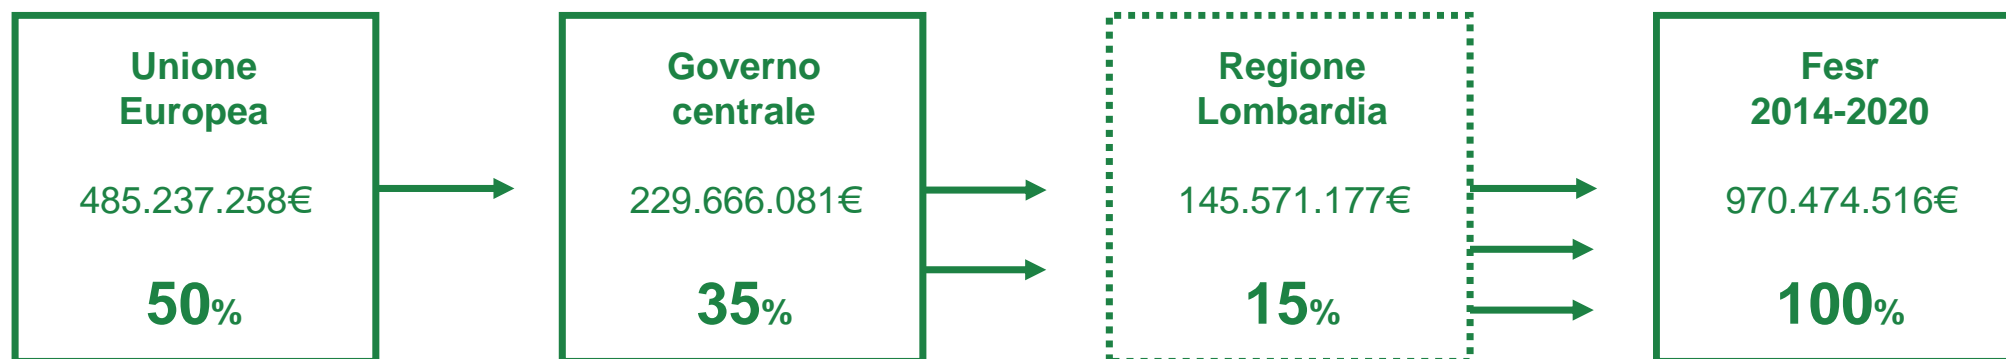 Unione
Europea
485.237.258€
50%
Governo
centrale
229.666.081€
35%
Regione
Lombardia
145.571.177€
15%
Fesr
2014-2020
970.474.516€
100%